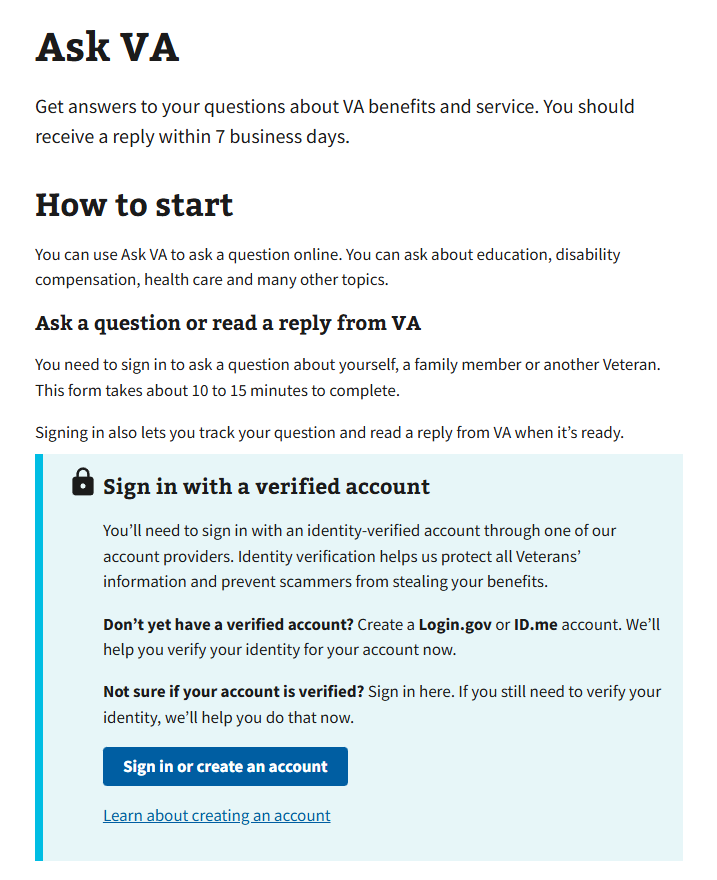 Ask VA
Get answers to your questions about VA benefits and service. You should
receive a reply within 7 business days.
How to start
You can use Ask VA to ask a question online. You can ask about education, disability
compensation, health care and many other topics.
Ask a question or read a reply from VA
You need to sign in to ask a question about yourself, a family member or another Veteran.
This form takes about 10 to 15 minutes to complete.
Signing in also lets you track your question and read a reply from VA when it’s ready.
Sign in with a verified account
You’ll need to sign in with an identity-verified account through one of our
account providers. Identity verification helps us protect all Veterans’
information and prevent scammers from stealing your benefits.
Don’t yet have a verified account? Create a Login.gov or ID.me account. We’ll
help you verify your identity for your account now.
Not sure if your account is verified? Sign in here. If you still need to verify your
identity, we’ll help you do that now.
Sign in or create an account
Learn about creating an account